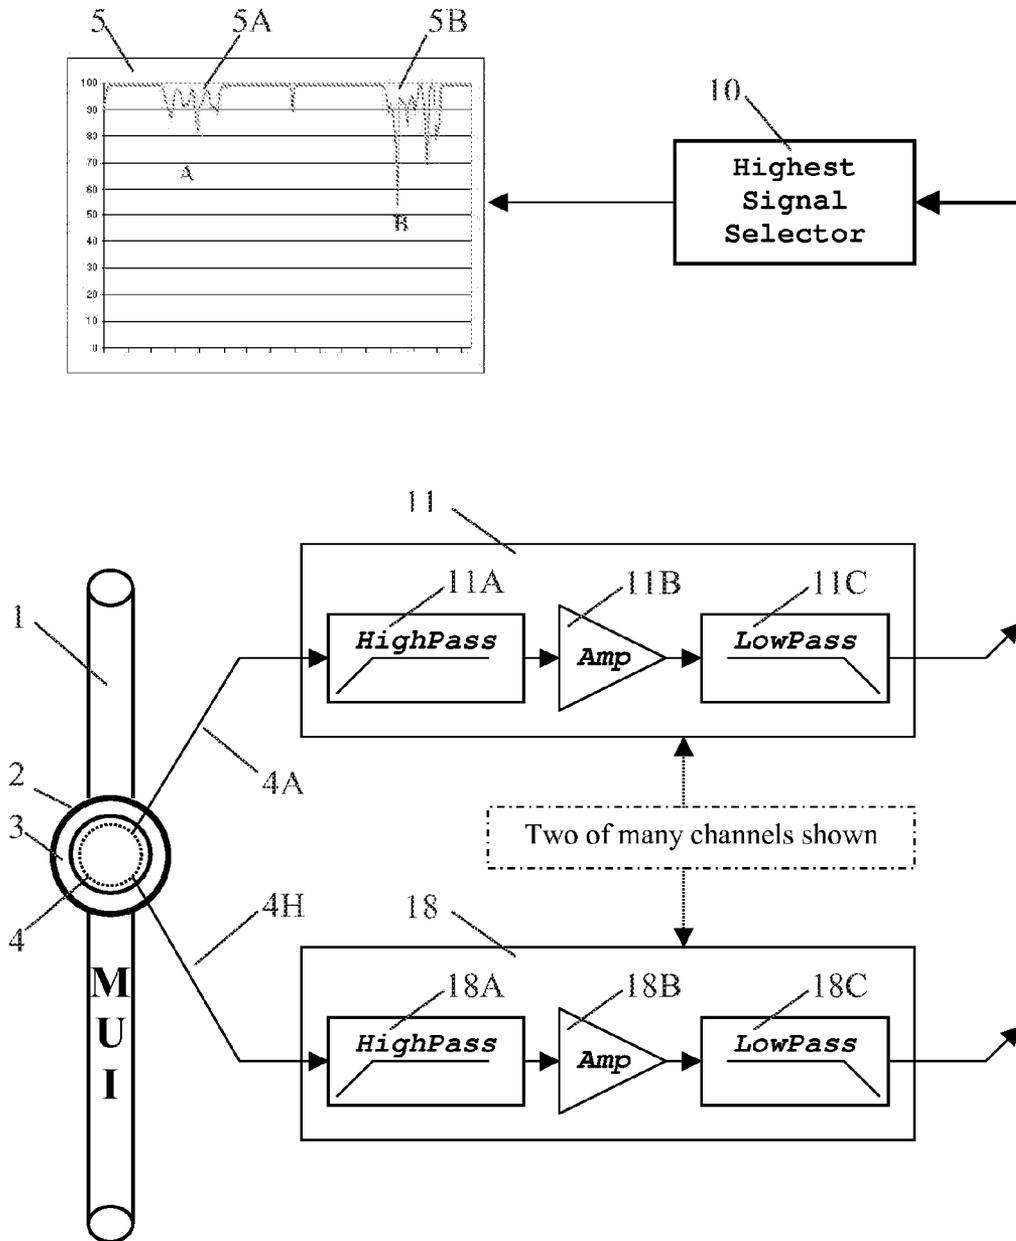 5
5A
5B
100
90
80
70
60
50
40
30
20
10
0
A
B
10
Highest
Signal
Selector
11
11A
11B
11C
HighPass
Amp
LowPass
1
4A
2
3
4
Two of many channels shown
4H
18
18A
18B
18C
HighPass
Amp
LowPass
M
U
I